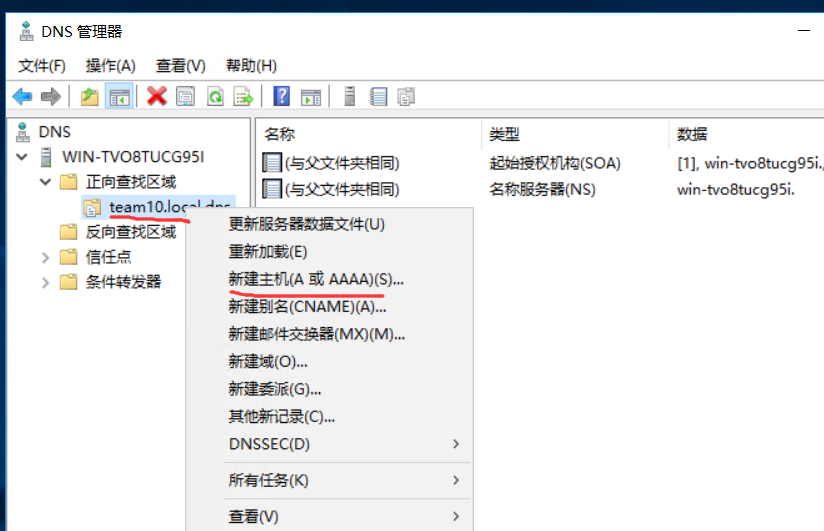 DNS 管理器
文件(F) 操作(A) 查看(V) 帮助(H)
DNS
WIN-TVO8TUCG95I
正向查找区域
team10.local.dns
反向查找区域
信任点
条件转发器
名称 类型 数据
(与父文件夹相同) 起始授权机构(SOA) [1], win-tvo8tucg95i.,
(与父文件夹相同) 名称服务器(NS) win-tvo8tucg95i.
更新服务器数据文件(U)
重新加载(E)
新建主机(A 或 AAAA)(S)...
新建别名(CNAME)(A)...
新建邮件交换器(MX)(M)...
新建域(O)...
新建委派(G)...
其他新记录(C)...
DNSSEC(D)
所有任务(K)
查看(V)